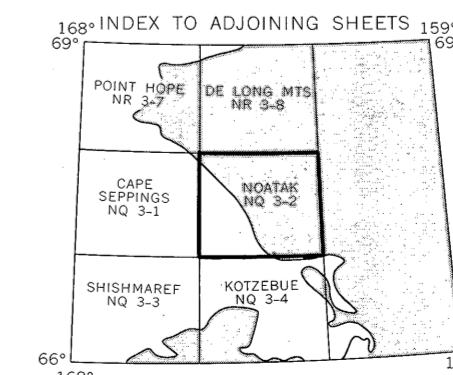 INDEX TO ADJOINING SHEETS
168° 159°
69° 69
POINT HOPE
NR 3-7
DE LONG MTS
NR 3-8
CAPE
SEPPINGS
NQ 3-1
NOATAK
NQ 3-2
SHISHMAREF
NQ 3-3
KOTZEBUE
NQ 3-4
66°